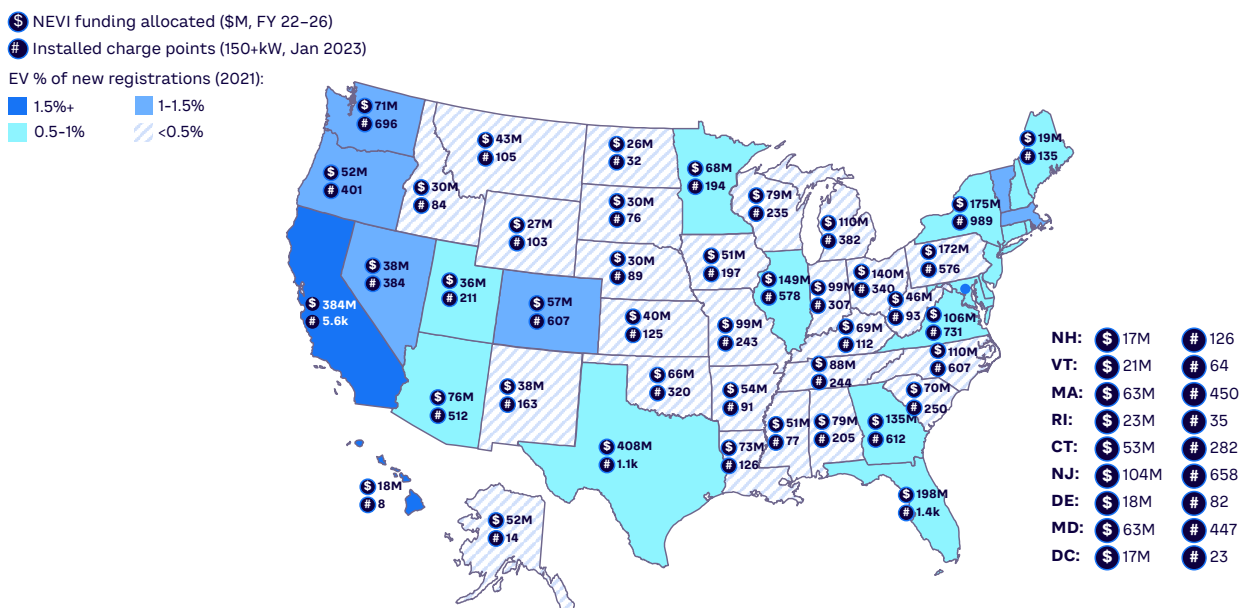 $ NEVI funding allocated ($M, FY 22–26)
# Installed charge points (150+kW, Jan 2023)
EV % of new registrations (2021):
1.5%+ 1-1.5%
0.5-1% <0.5%
$ 71M
# 696
$ 52M
# 401
$ 384M
# 5.6k
$ 38M
# 384
$ 30M
# 84
$ 43M
# 105
$ 27M
# 103
$ 36M
# 211
$ 57M
# 607
$ 76M
# 512
$ 38M
# 163
$ 26M
# 32
$ 30M
# 76
$ 30M
# 89
$ 40M
# 125
$ 66M
# 320
$ 408M
# 1.1k
$ 68M
# 194
$ 51M
# 197
$ 99M
# 243
$ 54M
# 91
$ 73M
# 126
$ 79M
# 235
$ 149M
# 578
$ 110M
# 382
$ 99M
# 307
$ 140M
# 340
$ 69M
# 112
$ 88M
# 244
$ 51M
# 77
$ 79M
# 205
$ 135M
# 612
$ 198M
# 1.4k
$ 70M
# 250
$ 110M
# 607
$ 106M
# 731
$ 46M
# 93
$ 172M
# 576
$ 175M
# 989
$ 19M
# 135
$ 18M
# 8
$ 52M
# 14
NH: $ 17M # 126
VT: $ 21M # 64
MA: $ 63M # 450
RI: $ 23M # 35
CT: $ 53M # 282
NJ: $ 104M # 658
DE: $ 18M # 82
MD: $ 63M # 447
DC: $ 17M # 23